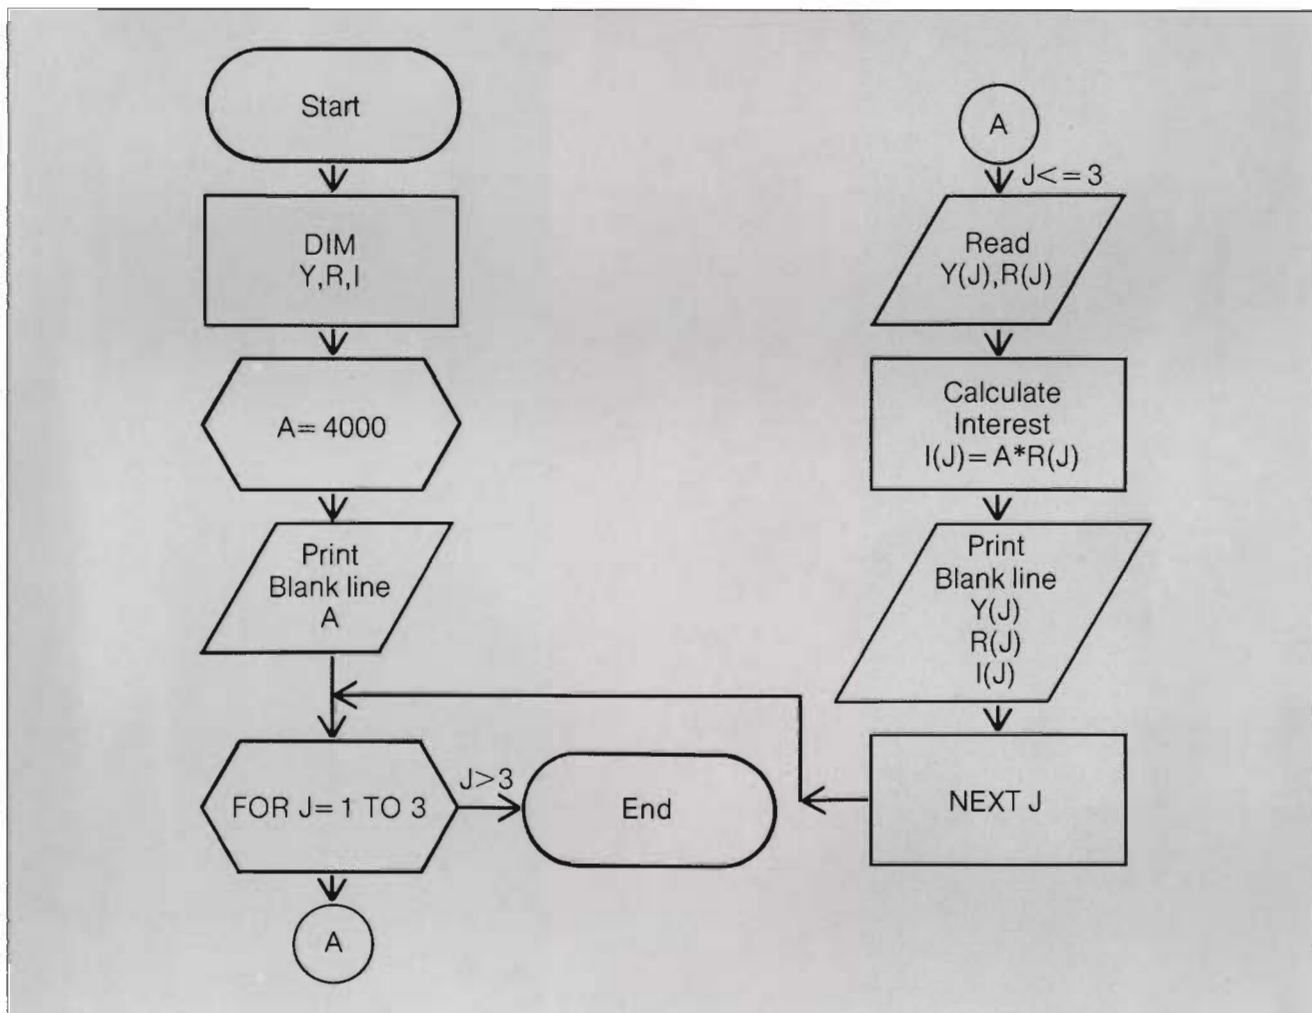 Start
DIM
Y,R,I
A= 4000
Print
Blank line
A
FOR J= 1 TO 3
J>3
End
A
A
J<= 3
Read
Y(J),R(J)
Calculate
Interest
I(J)= A*R(J)
Print
Blank line
Y(J)
R(J)
I(J)
NEXT J